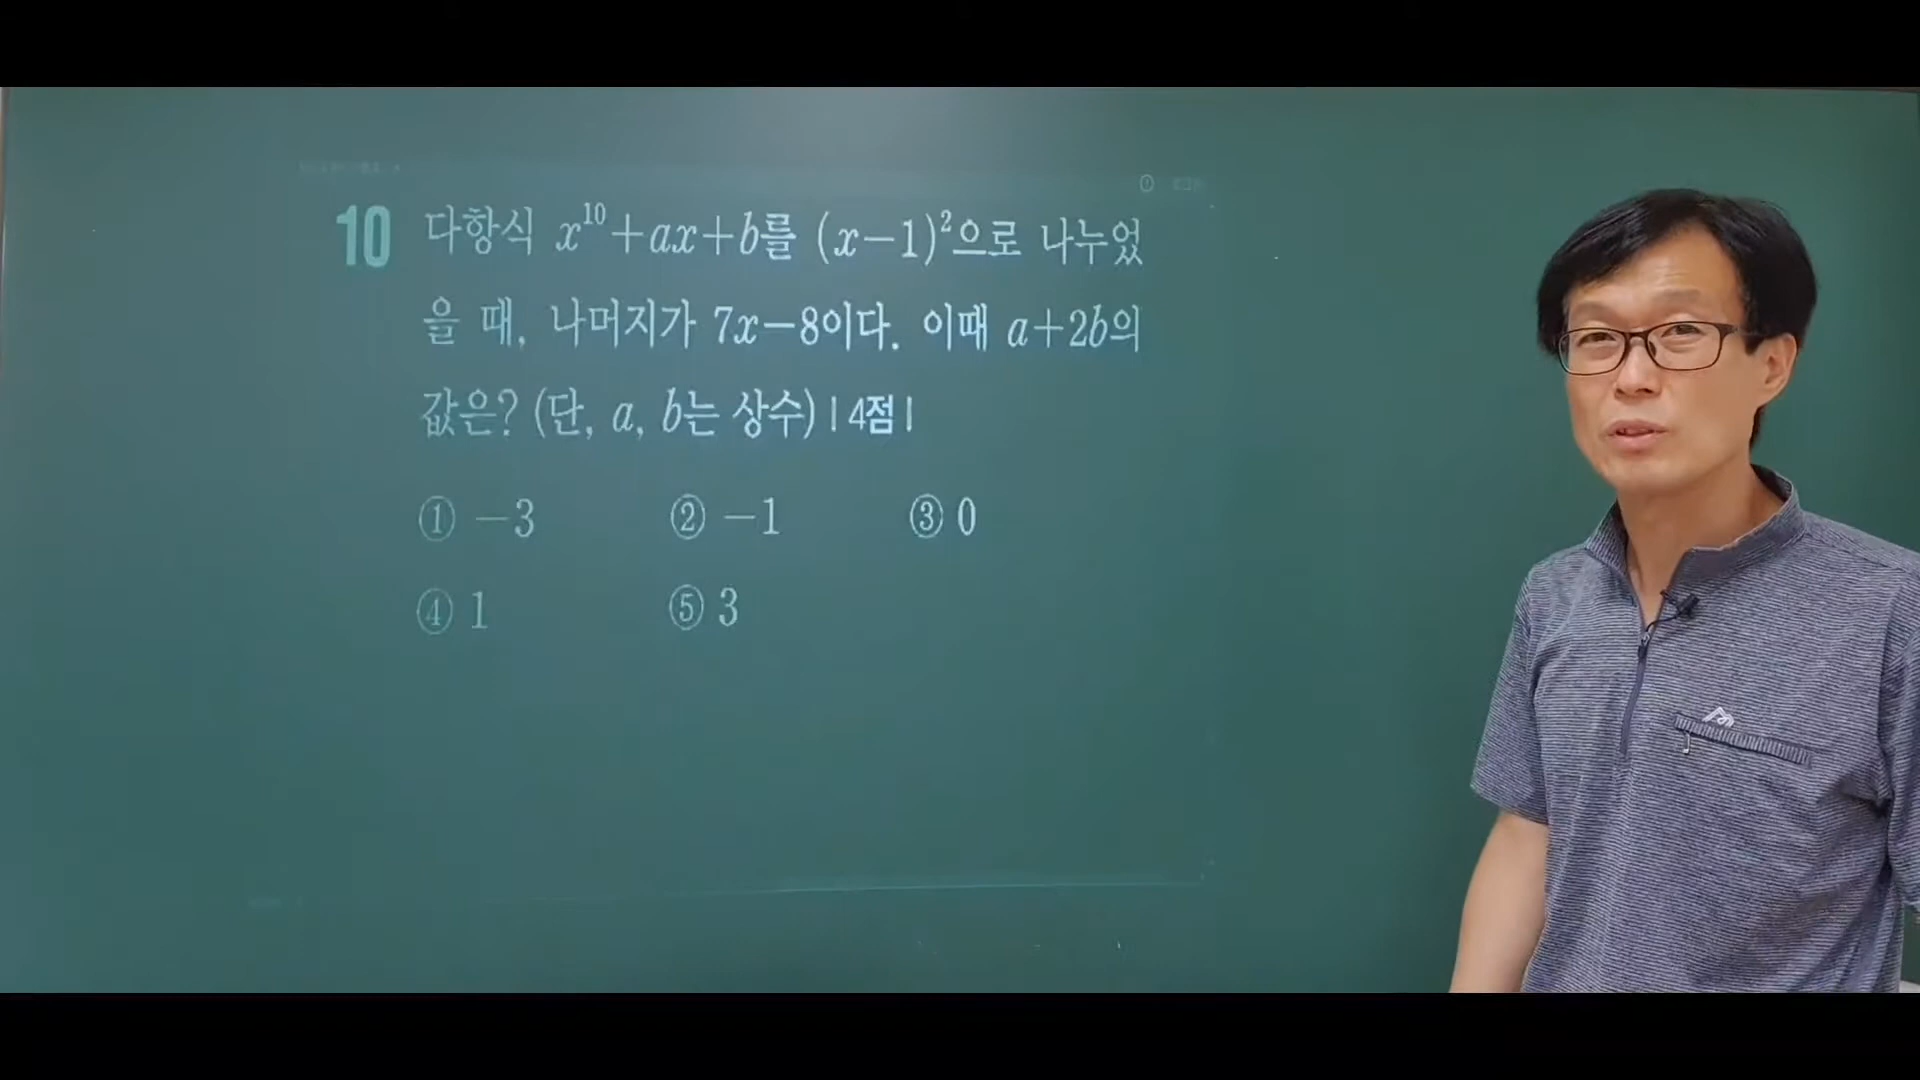 10 다항식 x¹⁰+ax+b를 (x-1)²으로 나누었
을 때, 나머지가 7x-8이다. 이때 a+2b의
값은? (단, a, b는 상수) | 4점 |
① -3 ② -1 ③ 0
④ 1 ⑤ 3